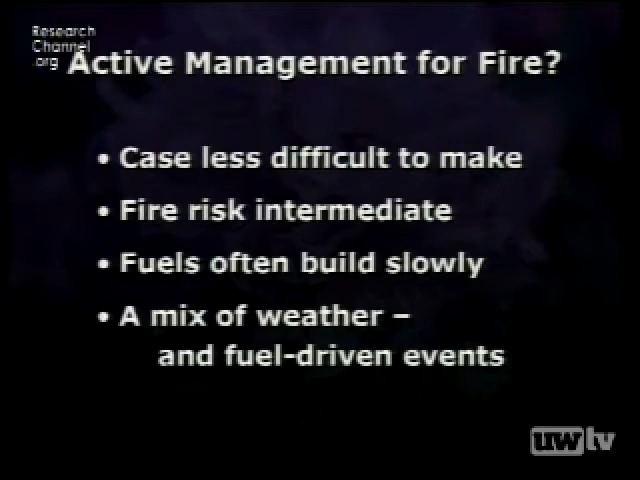 Research
Channel
.org
Active Management for Fire?
• Case less difficult to make
• Fire risk intermediate
• Fuels often build slowly
• A mix of weather –
and fuel-driven events
uwtv